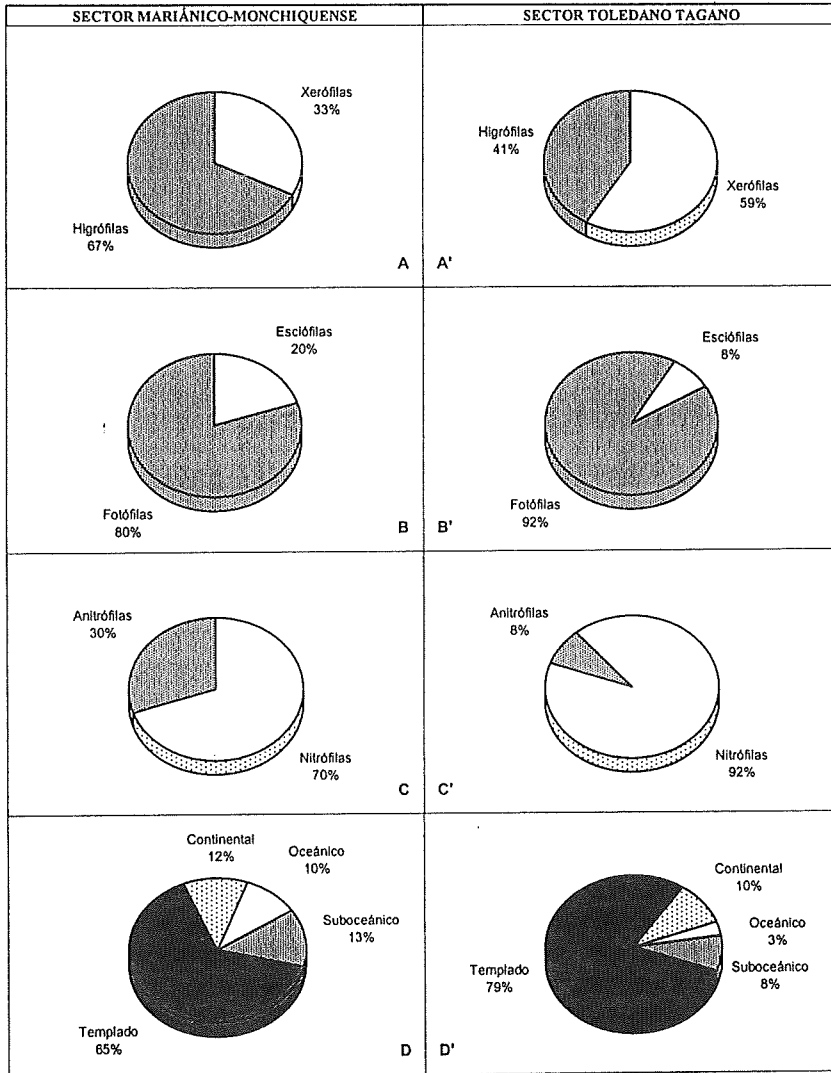 SECTOR MARIÁNICO-MONCHIQUENSE
SECTOR TOLEDANO TAGANO
Xerófilas
33%
Higrófilas
67%
A
Higrófilas
41%
Xerófilas
59%
A'
Esciófilas
20%
Fotófilas
80%
B
Esciófilas
8%
Fotófilas
92%
B'
Anitrófilas
30%
Nitrófilas
70%
C
Anitrófilas
8%
Nitrófilas
92%
C'
Continental
12%
Oceánico
10%
Suboceánico
13%
Templado
65%
D
Continental
10%
Oceánico
3%
Suboceánico
8%
Templado
79%
D'